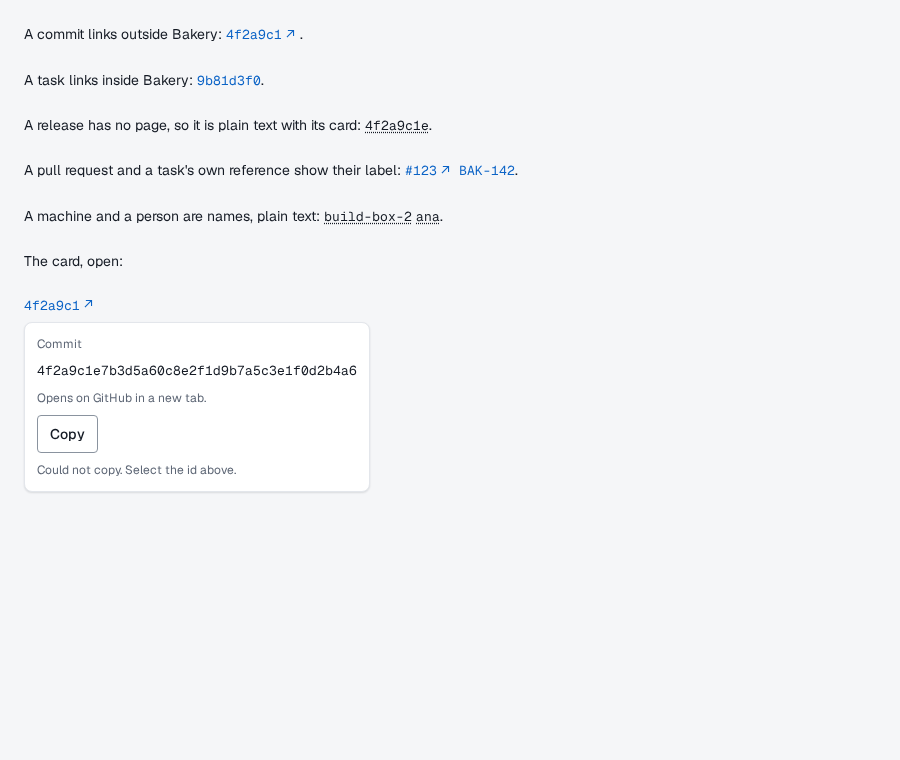 A commit links outside Bakery: 4f2a9c1 ↗ .
A task links inside Bakery: 9b81d3f0.
A release has no page, so it is plain text with its card: 4f2a9c1e.
A pull request and a task's own reference show their label: #123 ↗ BAK-142.
A machine and a person are names, plain text: build-box-2 ana.
The card, open:
4f2a9c1 ↗
Commit
4f2a9c1e7b3d5a60c8e2f1d9b7a5c3e1f0d2b4a6
Opens on GitHub in a new tab.
Copy
Could not copy. Select the id above.